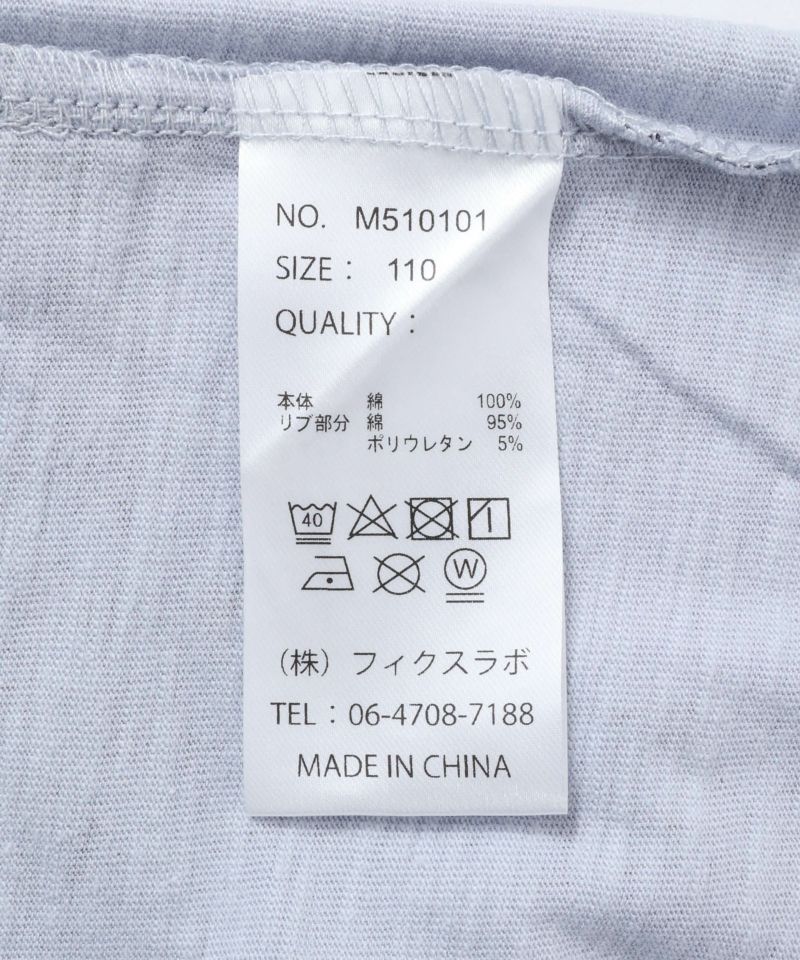 NO. M510101
SIZE： 110
QUALITY：
本体 綿 100%
リブ部分 綿 95%
ポリウレタン 5%
40
W
（株）フィクスラボ
TEL：06-4708-7188
MADE IN CHINA